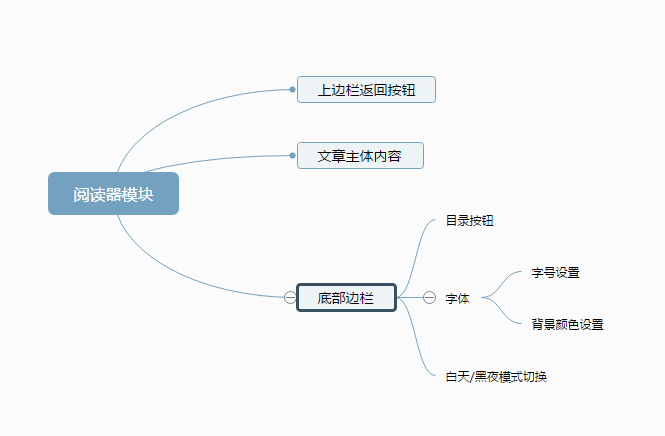 上边栏返回按钮
文章主体内容
阅读器模块
目录按钮
字号设置
底部边栏
字体
背景颜色设置
白天/黑夜模式切换